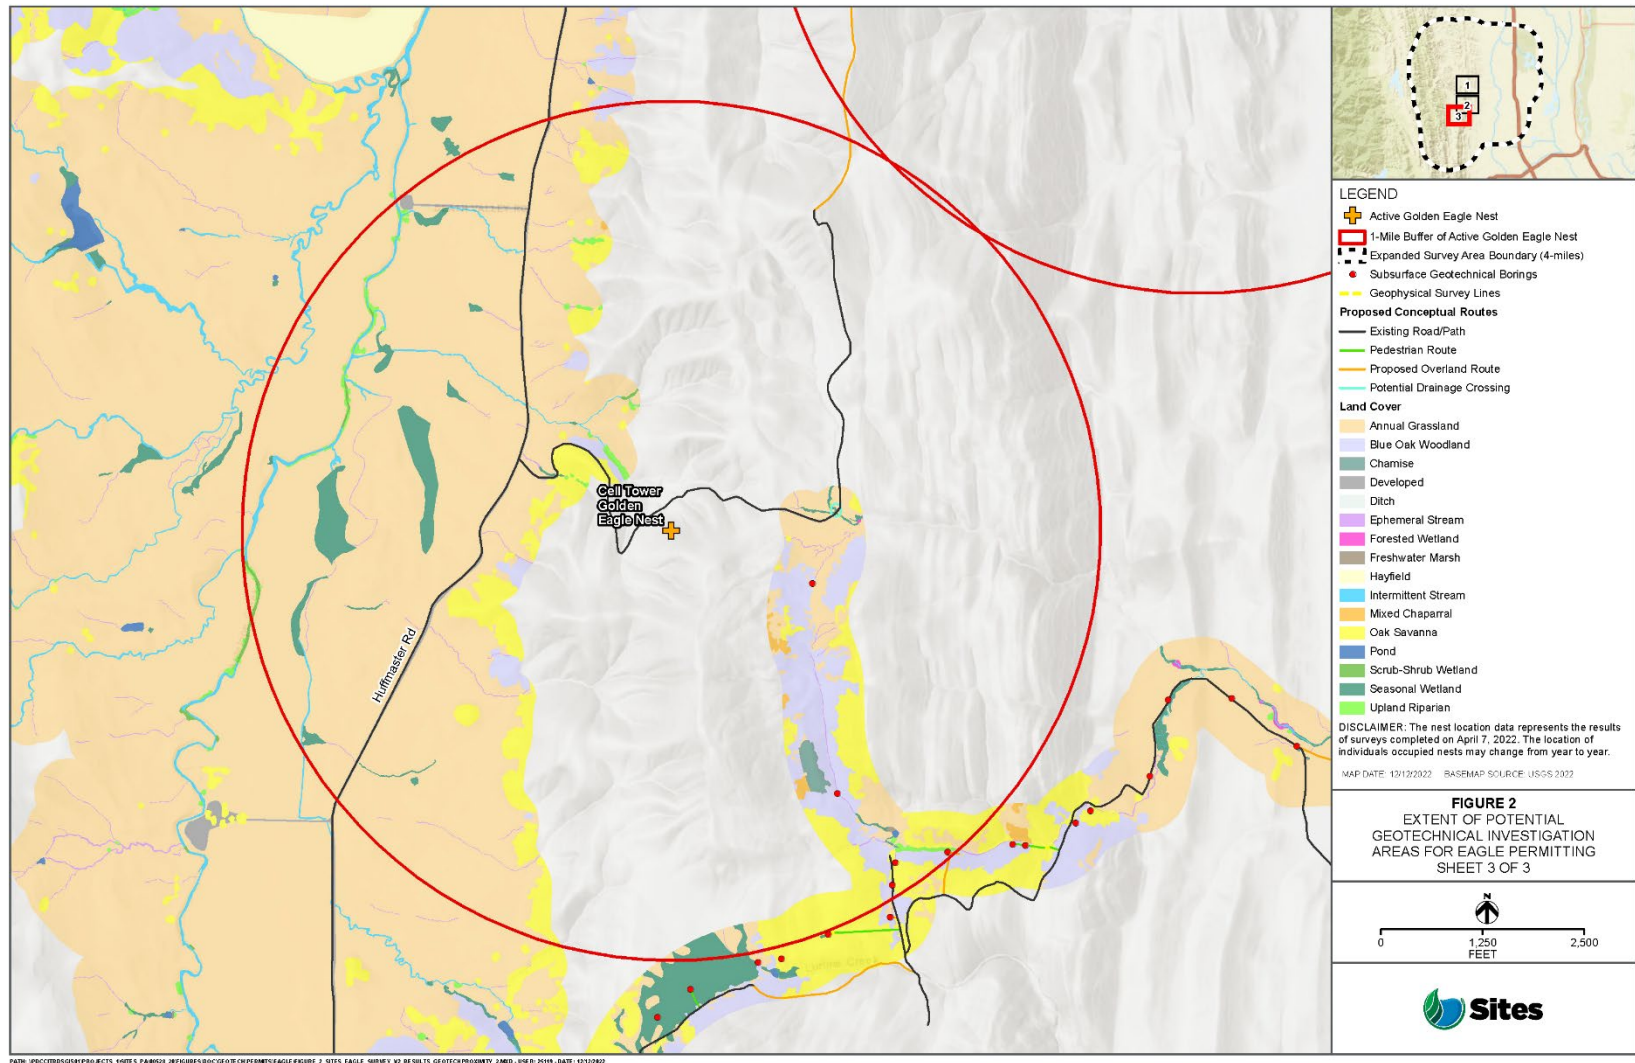 1
2
3
LEGEND
Active Golden Eagle Nest
1-Mile Buffer of Active Golden Eagle Nest
Expanded Survey Area Boundary (4-miles)
Subsurface Geotechnical Borings
Geophysical Survey Lines
Proposed Conceptual Routes
Existing Road/Path
Pedestrian Route
Proposed Overland Route
Potential Drainage Crossing
Land Cover
Annual Grassland
Blue Oak Woodland
Chamise
Developed
Ditch
Ephemeral Stream
Forested Wetland
Freshwater Marsh
Hayfield
Intermittent Stream
Mixed Chaparral
Oak Savanna
Pond
Scrub-Shrub Wetland
Seasonal Wetland
Upland Riparian
DISCLAIMER: The nest location data represents the results
of surveys completed on April 7, 2022. The location of
individuals occupied nests may change from year to year.
MAP DATE: 12/12/2022 BASEMAP SOURCE: USGS 2022
FIGURE 2
EXTENT OF POTENTIAL
GEOTECHNICAL INVESTIGATION
AREAS FOR EAGLE PERMITTING
SHEET 3 OF 3
N
0 1,250 2,500
FEET
Sites
Cell Tower
Golden
Eagle Nest
Huffmaster Rd
Creek